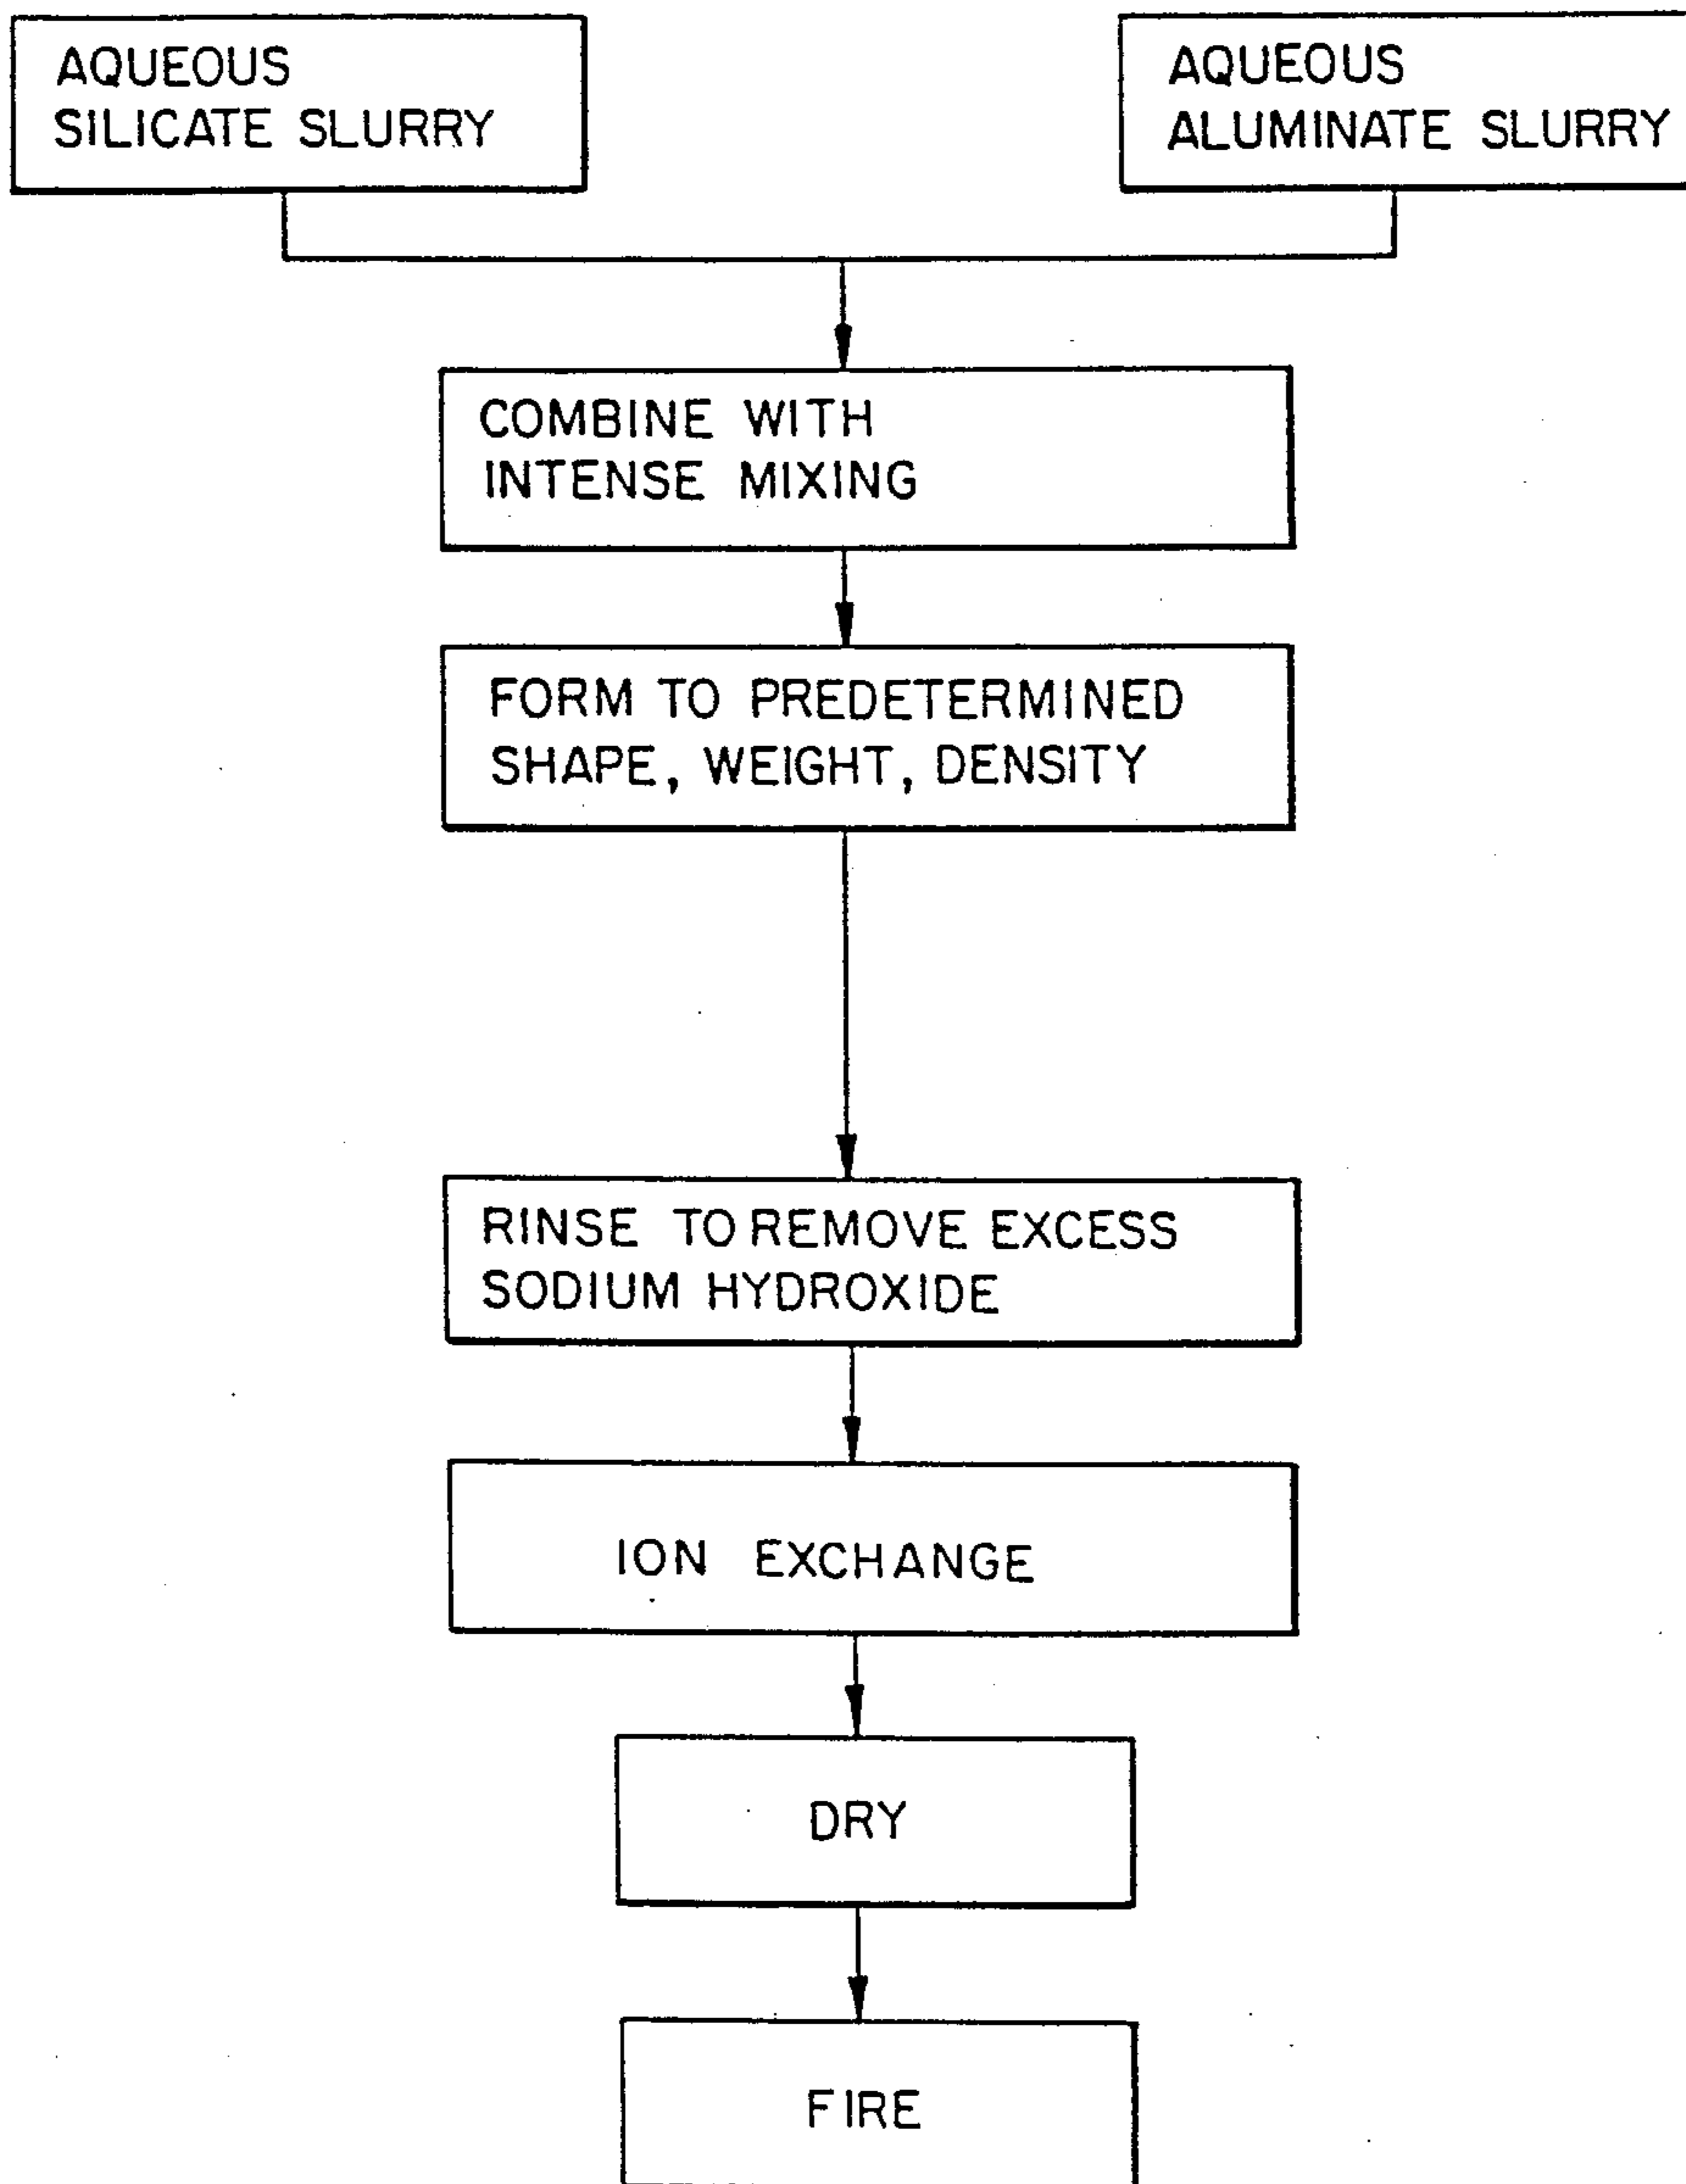 AQUEOUS
SILICATE SLURRY
AQUEOUS
ALUMINATE SLURRY
COMBINE WITH
INTENSE MIXING
FORM TO PREDETERMINED
SHAPE, WEIGHT, DENSITY
RINSE TO REMOVE EXCESS
SODIUM HYDROXIDE
ION EXCHANGE
DRY
FIRE